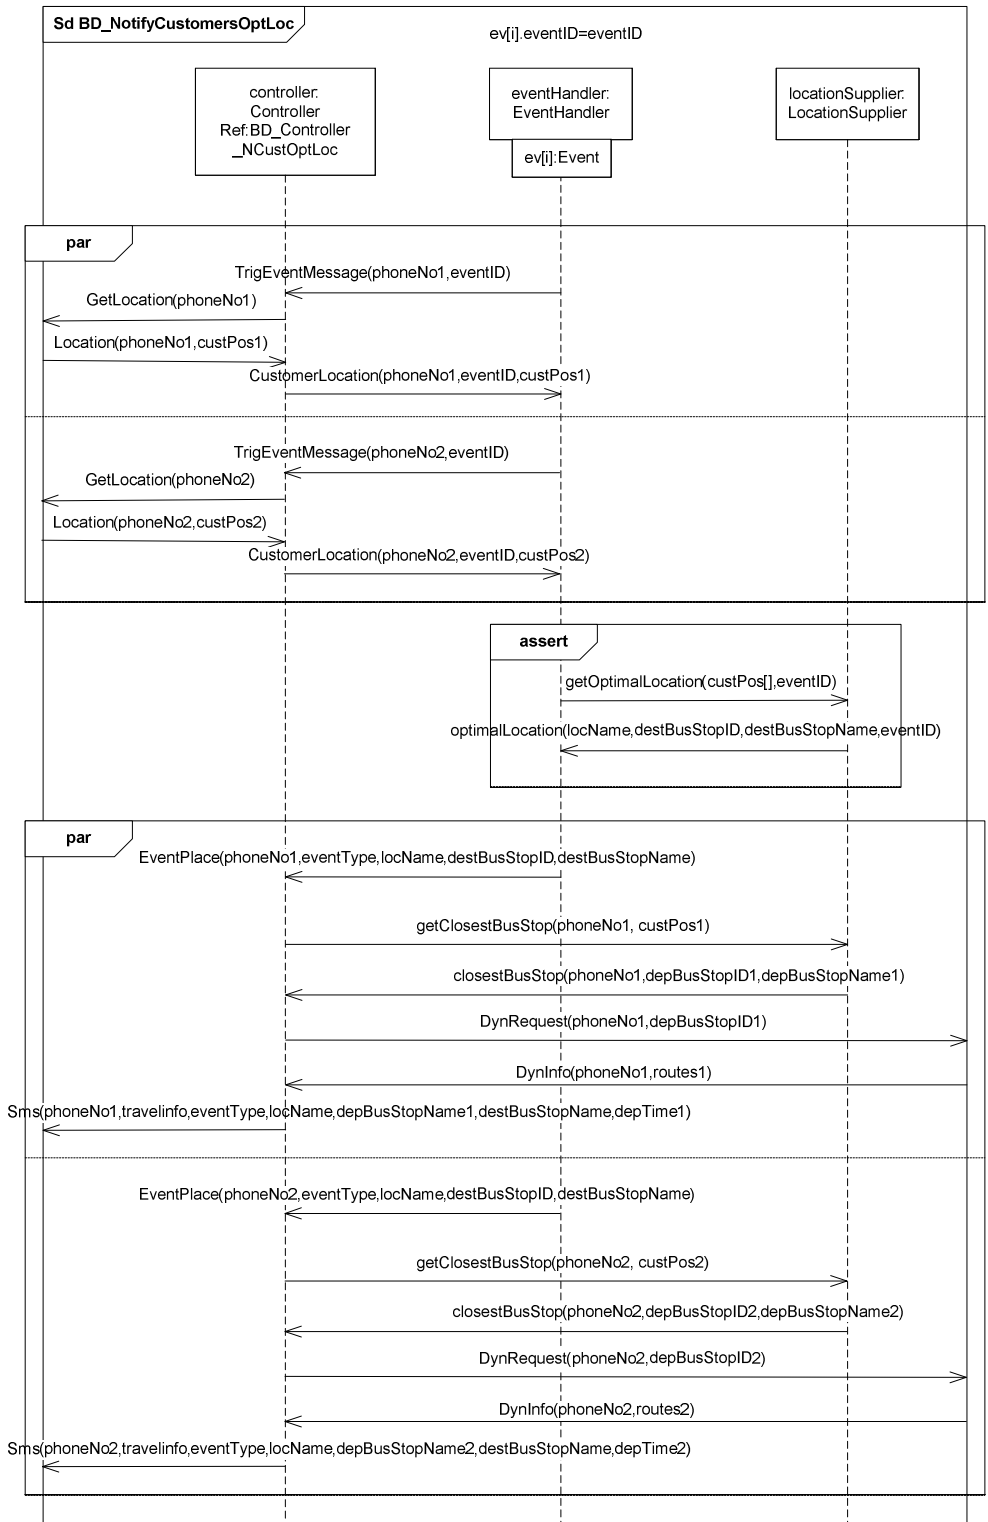 Sd BD_NotifyCustomersOptLoc
ev[i].eventID=eventID
controller:
Controller
Ref:BD_Controller
_NCustOptLoc
eventHandler:
EventHandler
ev[i]:Event
locationSupplier:
LocationSupplier
par
TrigEventMessage(phoneNo1,eventID)
GetLocation(phoneNo1)
Location(phoneNo1,custPos1)
CustomerLocation(phoneNo1,eventID,custPos1)
TrigEventMessage(phoneNo2,eventID)
GetLocation(phoneNo2)
Location(phoneNo2,custPos2)
CustomerLocation(phoneNo2,eventID,custPos2)
assert
getOptimalLocation(custPos[],eventID)
optimalLocation(locName,destBusStopID,destBusStopName,eventID)
par
EventPlace(phoneNo1,eventType,locName,destBusStopID,destBusStopName)
getClosestBusStop(phoneNo1, custPos1)
closestBusStop(phoneNo1,depBusStopID1,depBusStopName1)
DynRequest(phoneNo1,depBusStopID1)
DynInfo(phoneNo1,routes1)
Sms(phoneNo1,travelinfo,eventType,locName,depBusStopName1,destBusStopName,depTime1)
EventPlace(phoneNo2,eventType,locName,destBusStopID,destBusStopName)
getClosestBusStop(phoneNo2, custPos2)
closestBusStop(phoneNo2,depBusStopID2,depBusStopName2)
DynRequest(phoneNo2,depBusStopID2)
DynInfo(phoneNo2,routes2)
Sms(phoneNo2,travelinfo,eventType,locName,depBusStopName2,destBusStopName,depTime2)